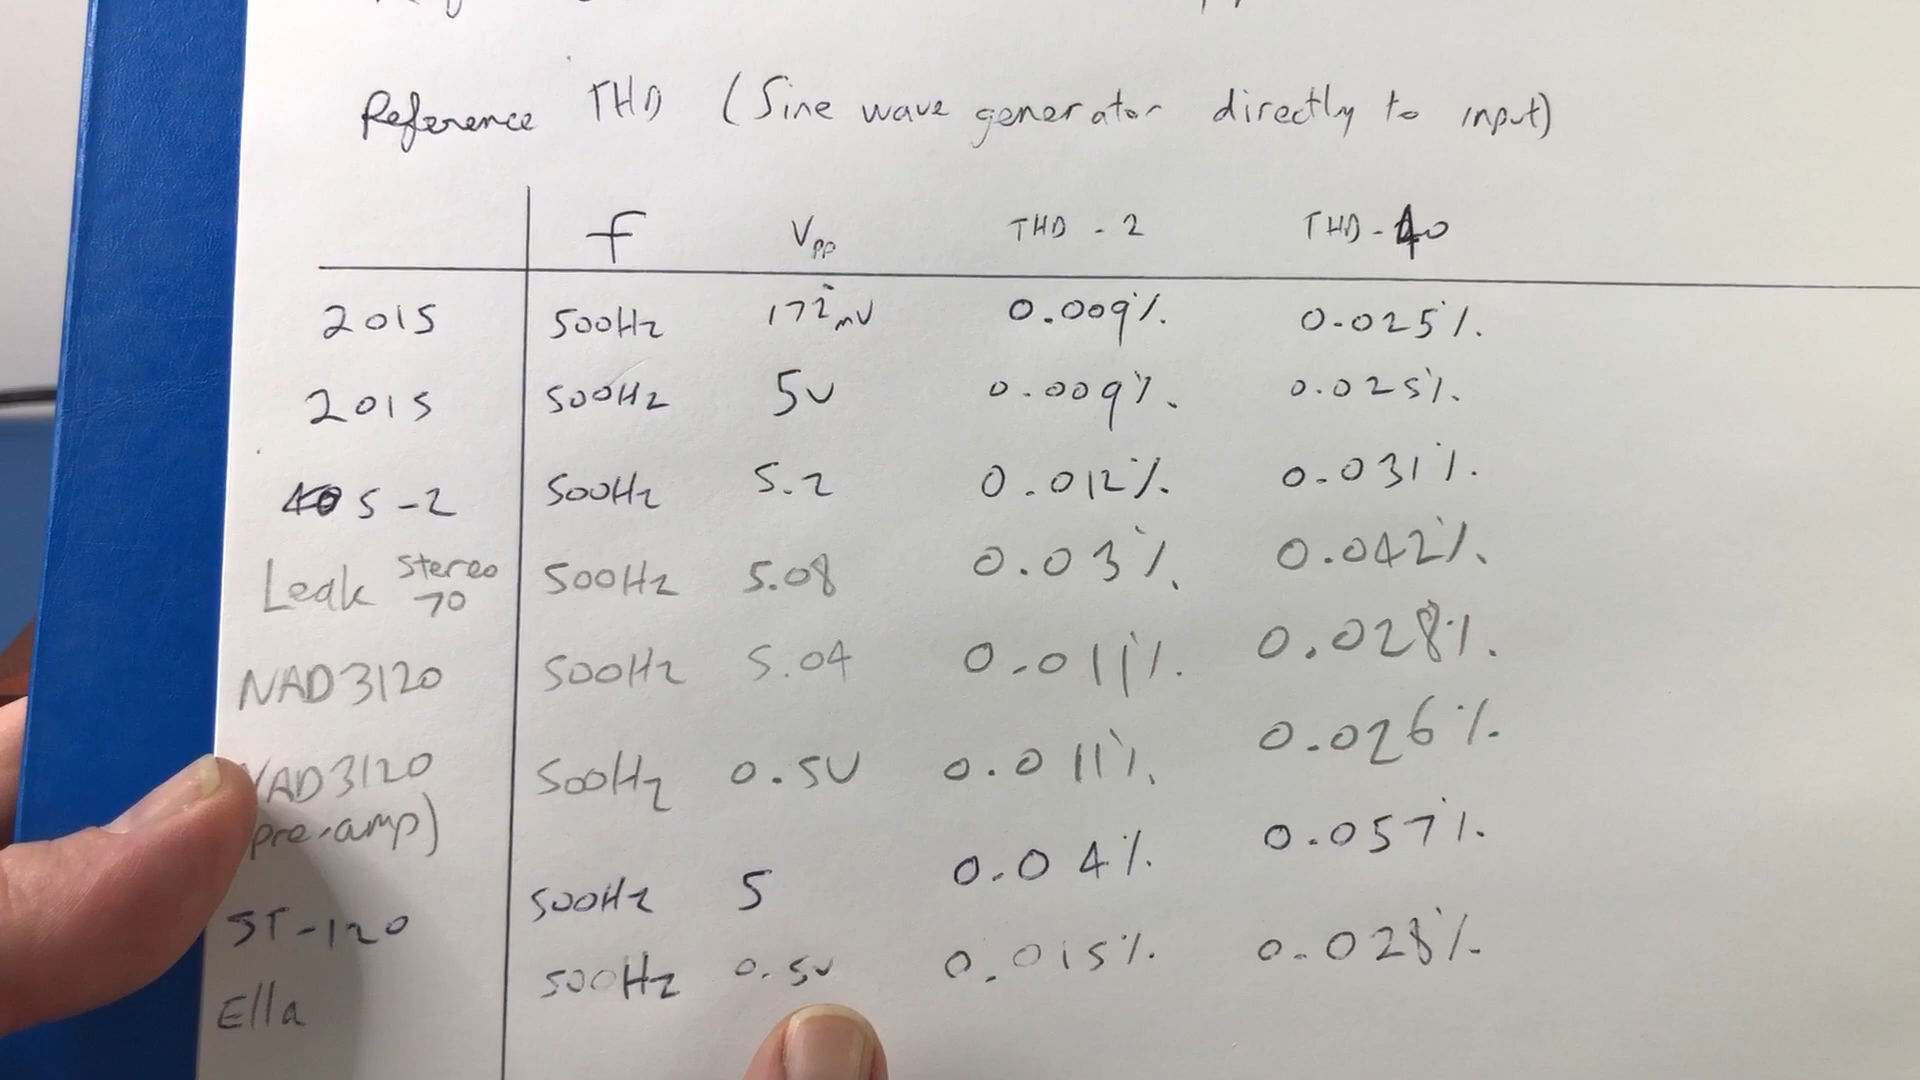 Reference THD (Sine wave generator directly to input)
f Vpp THD - 2 THD - 40
2015 500Hz 172mV 0.009% 0.025%
2015 500Hz 5V 0.009% 0.025%
S-2 500Hz 5.2 0.012% 0.031%
Leak Stereo 70 500Hz 5.08 0.03% 0.042%
NAD3120 500Hz 5.04 0.011% 0.028%
NAD3120 500Hz 0.5V 0.011% 0.026%
pre-amp)
ST-120 500Hz 5 0.04% 0.057%
Ella 500Hz 0.5V 0.015% 0.028%